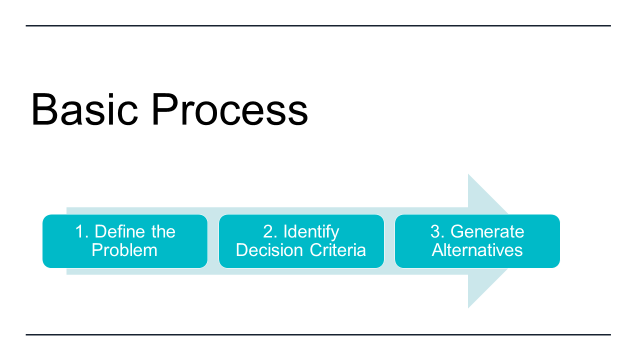 Basic Process
1. Define the
Problem
2. Identify
Decision Criteria
3. Generate
Alternatives